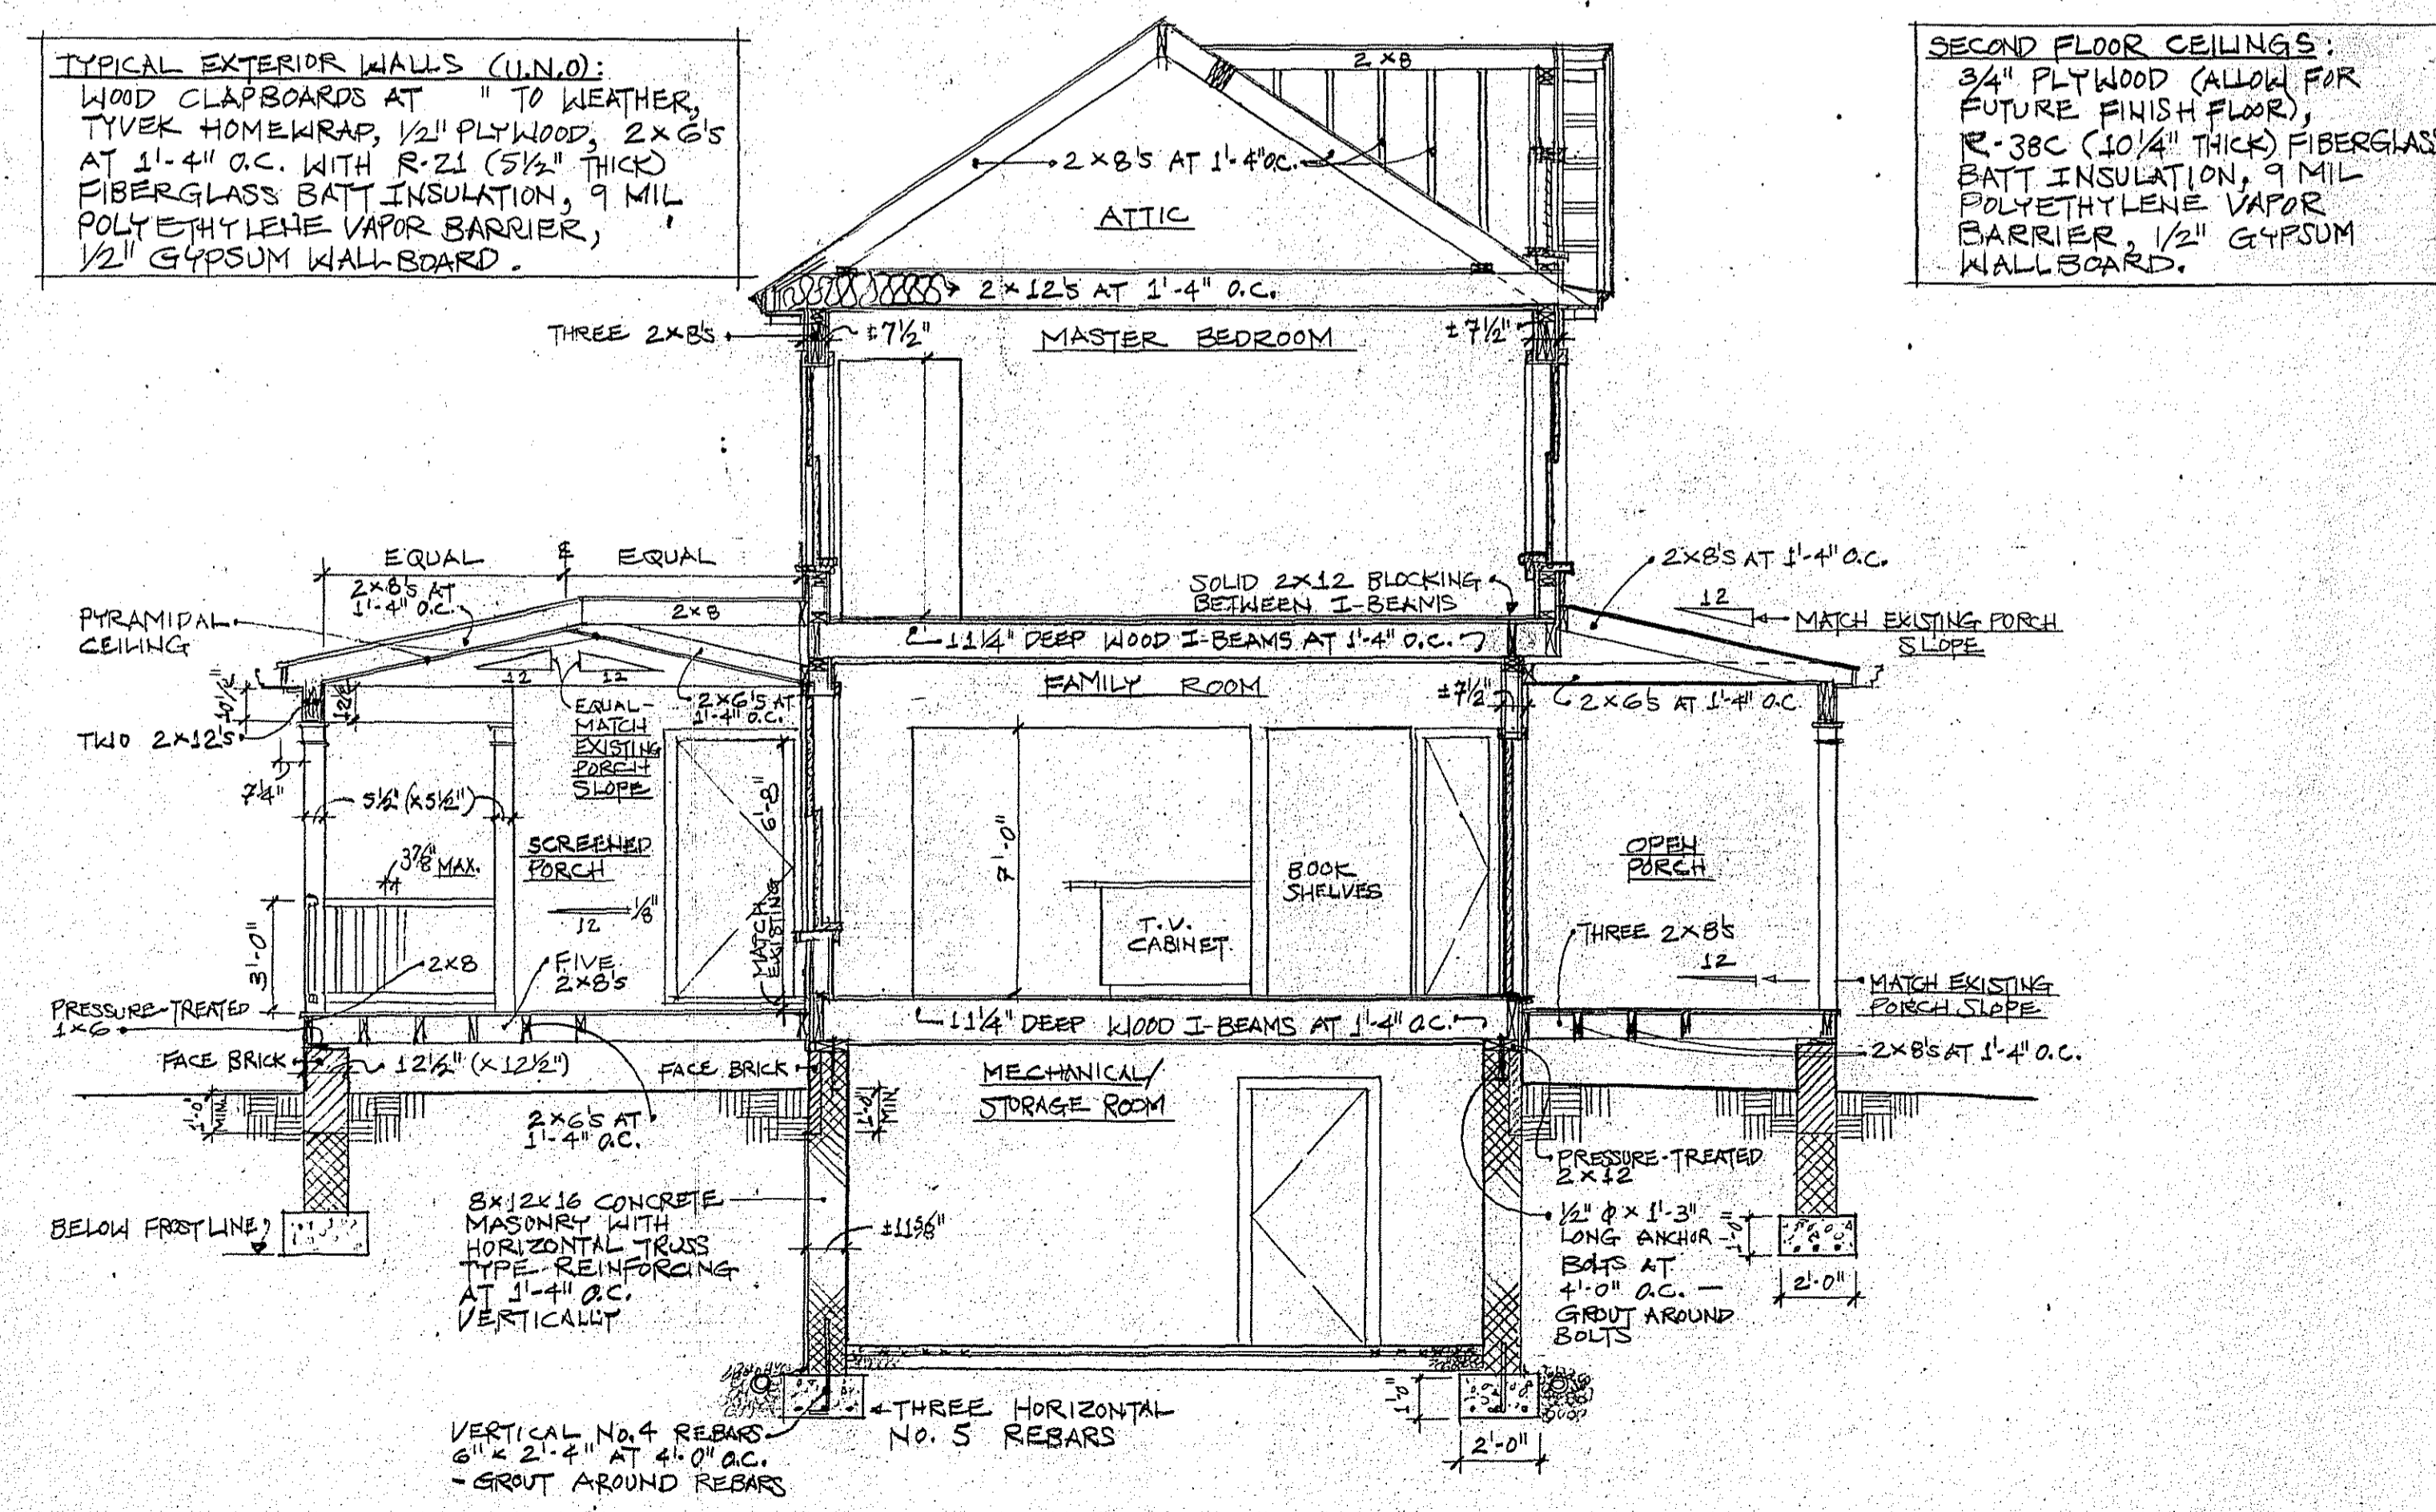 TYPICAL EXTERIOR WALLS (U.N.O):
WOOD CLAPBOARDS AT " TO WEATHER,
TYVEK HOMEWRAP, 1/2" PLYWOOD, 2×6'S
AT 1'-4" O.C. WITH R-21 (5 1/2" THICK)
FIBERGLASS BATT INSULATION, 9 MIL
POLYETHYLENE VAPOR BARRIER,
1/2" GYPSUM WALLBOARD.
SECOND FLOOR CEILINGS:
3/4" PLYWOOD (ALLOW FOR
FUTURE FINISH FLOOR),
R-38C (10 1/4" THICK) FIBERGLASS
BATT INSULATION, 9 MIL
POLYETHYLENE VAPOR
BARRIER, 1/2" GYPSUM
WALLBOARD.
2×8
2×8'S AT 1'-4" O.C.
ATTIC
2×12'S AT 1'-4" O.C.
THREE 2×8'S
±7 1/2"
MASTER BEDROOM
±7 1/2"
EQUAL
EQUAL
2×8'S AT
1'-4" O.C.
2×8
PYRAMIDAL
CEILING
SOLID 2×12 BLOCKING
BETWEEN I-BEAMS
11 1/4" DEEP WOOD I-BEAMS AT 1'-4" O.C.
2×8'S AT 1'-4" O.C.
12
MATCH EXISTING PORCH
SLOPE
12
12
10 1/2"
TWO 2×12'S
7 1/4"
EQUAL-
MATCH
EXISTING
PORCH
SLOPE
2×6'S AT
1'-4" O.C.
FAMILY ROOM
±7 1/2"
2×6'S AT 1'-4" O.C.
5 1/2" (×5 1/2")
3 7/8" MAX.
SCREENED
PORCH
1/8"
12
6'-8"
MATCH
EXISTING
7'-0"
T.V.
CABINET
BOOK
SHELVES
OPEN
PORCH
3'-0"
2×8
FIVE
2×8'S
THREE 2×8'S
12
MATCH EXISTING
PORCH SLOPE
PRESSURE-TREATED
1×6
11 1/4" DEEP WOOD I-BEAMS AT 1'-4" O.C.
2×8'S AT 1'-4" O.C.
FACE BRICK
12 1/2" (×12 1/2")
FACE BRICK
MECHANICAL/
STORAGE ROOM
1'-0"
MIN.
2×6'S AT
1'-4" O.C.
1'-0"
MIN.
PRESSURE-TREATED
2×12
8×12×16 CONCRETE
MASONRY WITH
HORIZONTAL TRUSS
TYPE REINFORCING
AT 1'-4" O.C.
VERTICALLY
±11 5/8"
BELOW FROST LINE
1/2" φ × 1'-3"
LONG ANCHOR
BOLTS AT
4'-0" O.C. —
GROUT AROUND
BOLTS
1'-0"
2'-0"
VERTICAL NO. 4 REBARS
6" × 2'-4" AT 4'-0" O.C.
- GROUT AROUND REBARS
THREE HORIZONTAL
NO. 5 REBARS
1'-0"
2'-0"